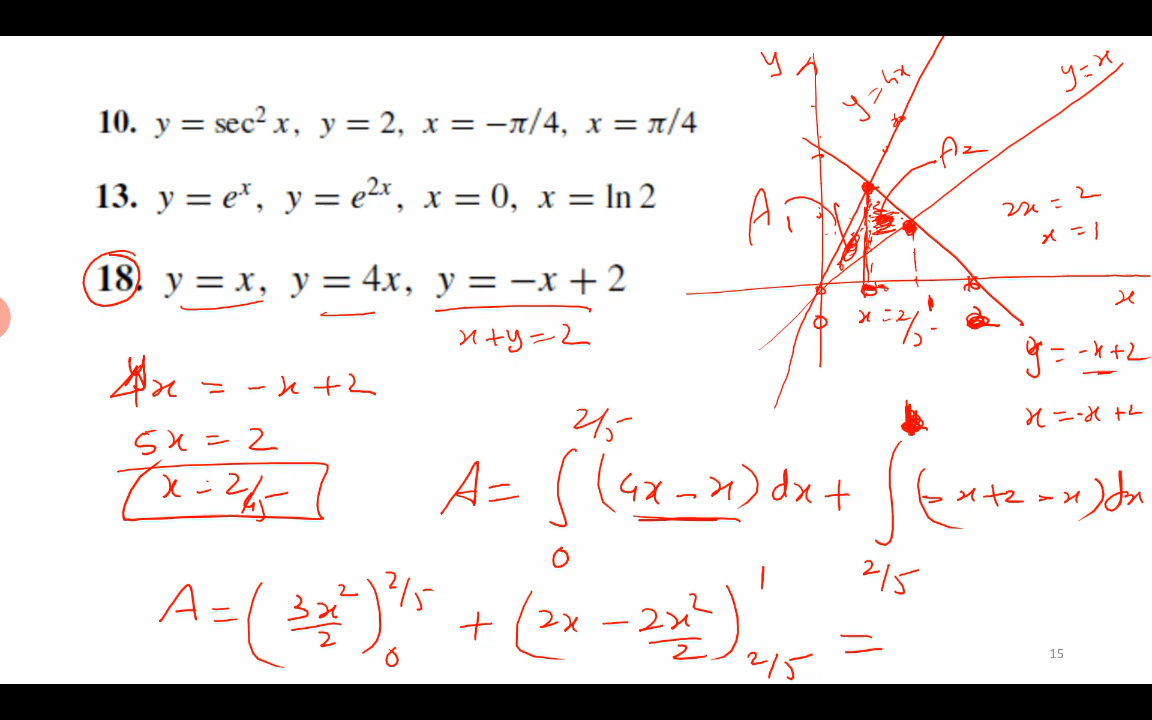 10. y = sec² x, y = 2, x = −π/4, x = π/4
13. y = eˣ, y = e²ˣ, x = 0, x = ln 2
18. y = x, y = 4x, y = −x + 2
x + y = 2
4x = -x + 2
5x = 2
x = 2/5
y
y = 4x
y = x
A₁
A₂
2x = 2
x = 1
x
0
x = 2/5
1
2
y = -x + 2
x = -x + 2
A = ∫₀^{2/5} (4x - x) dx + ∫_{2/5} (-x + 2 - x) dx
A = (3x²/2)₀^{2/5} + (2x - 2x²/2)_{2/5}^{1} =
15